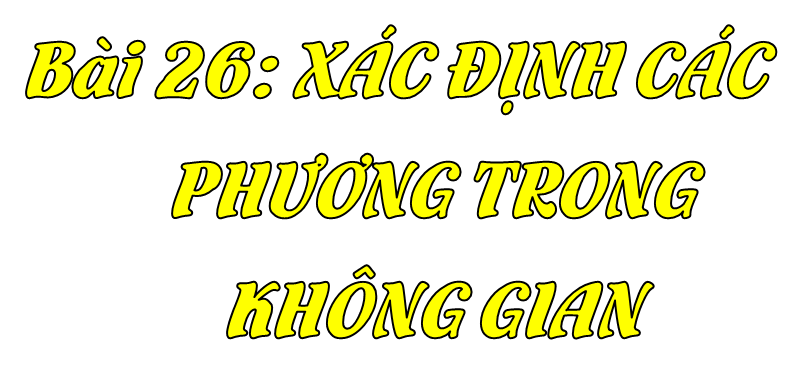 Bài 26: XÁC ĐỊNH CÁC
PHƯƠNG TRONG
KHÔNG GIAN